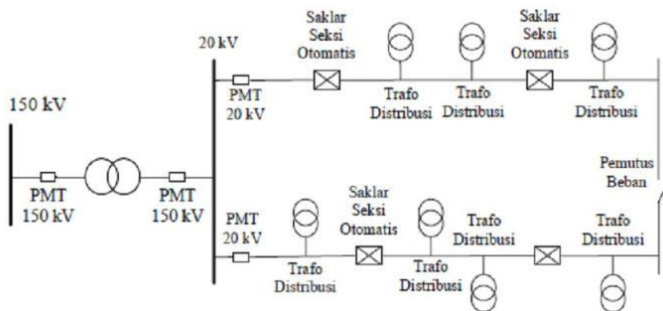 Saklar
Seksi
Otomatis
Saklar
Seksi
Otomatis
20 kV
PMT
20 kV
Trafo
Distribusi
Trafo
Distribusi
Trafo
Distribusi
150 kV
PMT
150 kV
PMT
150 kV
Pemutus
Beban
Saklar
Seksi
Otomatis
PMT
20 kV
Trafo
Distribusi
Trafo
Distribusi
Trafo
Distribusi
Trafo
Distribusi